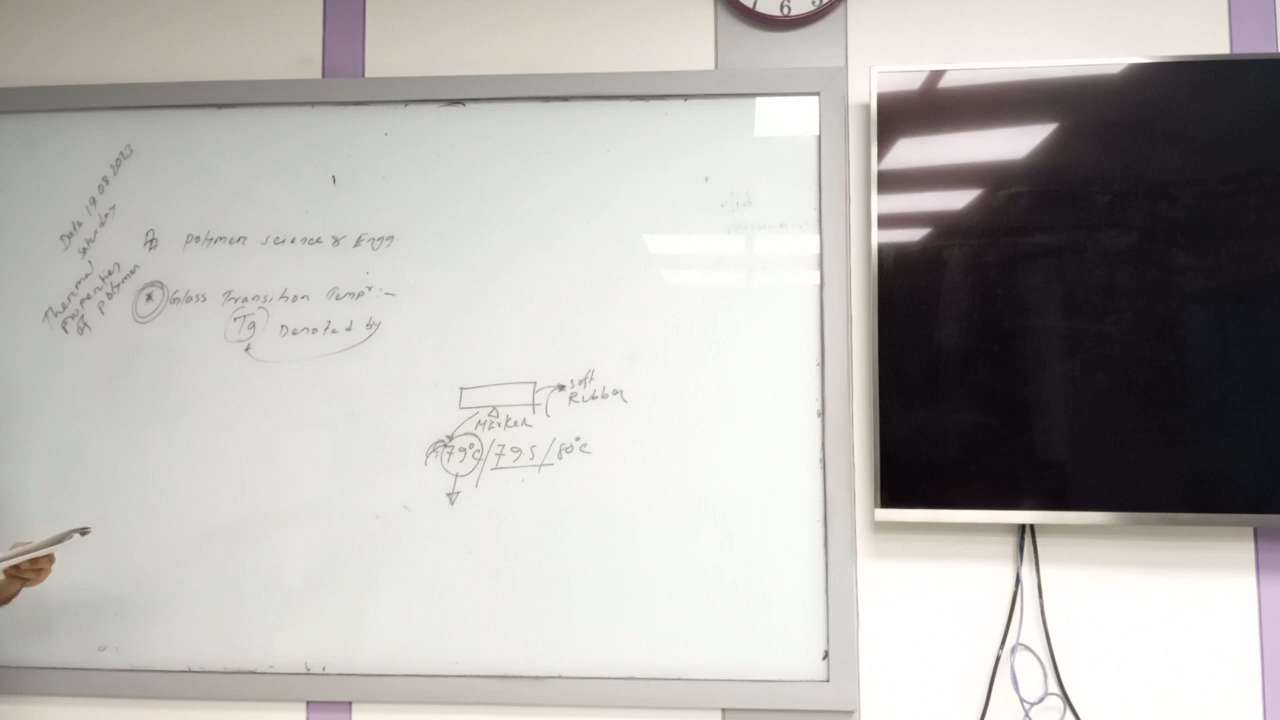 Date: 19.08.2023
Saturday
Thermal
properties
of polymer
polymer science & Engg
* Glass Transition Tempr :-
Tg Denoted by
soft
Rubber
Marker
79°C/79.5/80°C
6